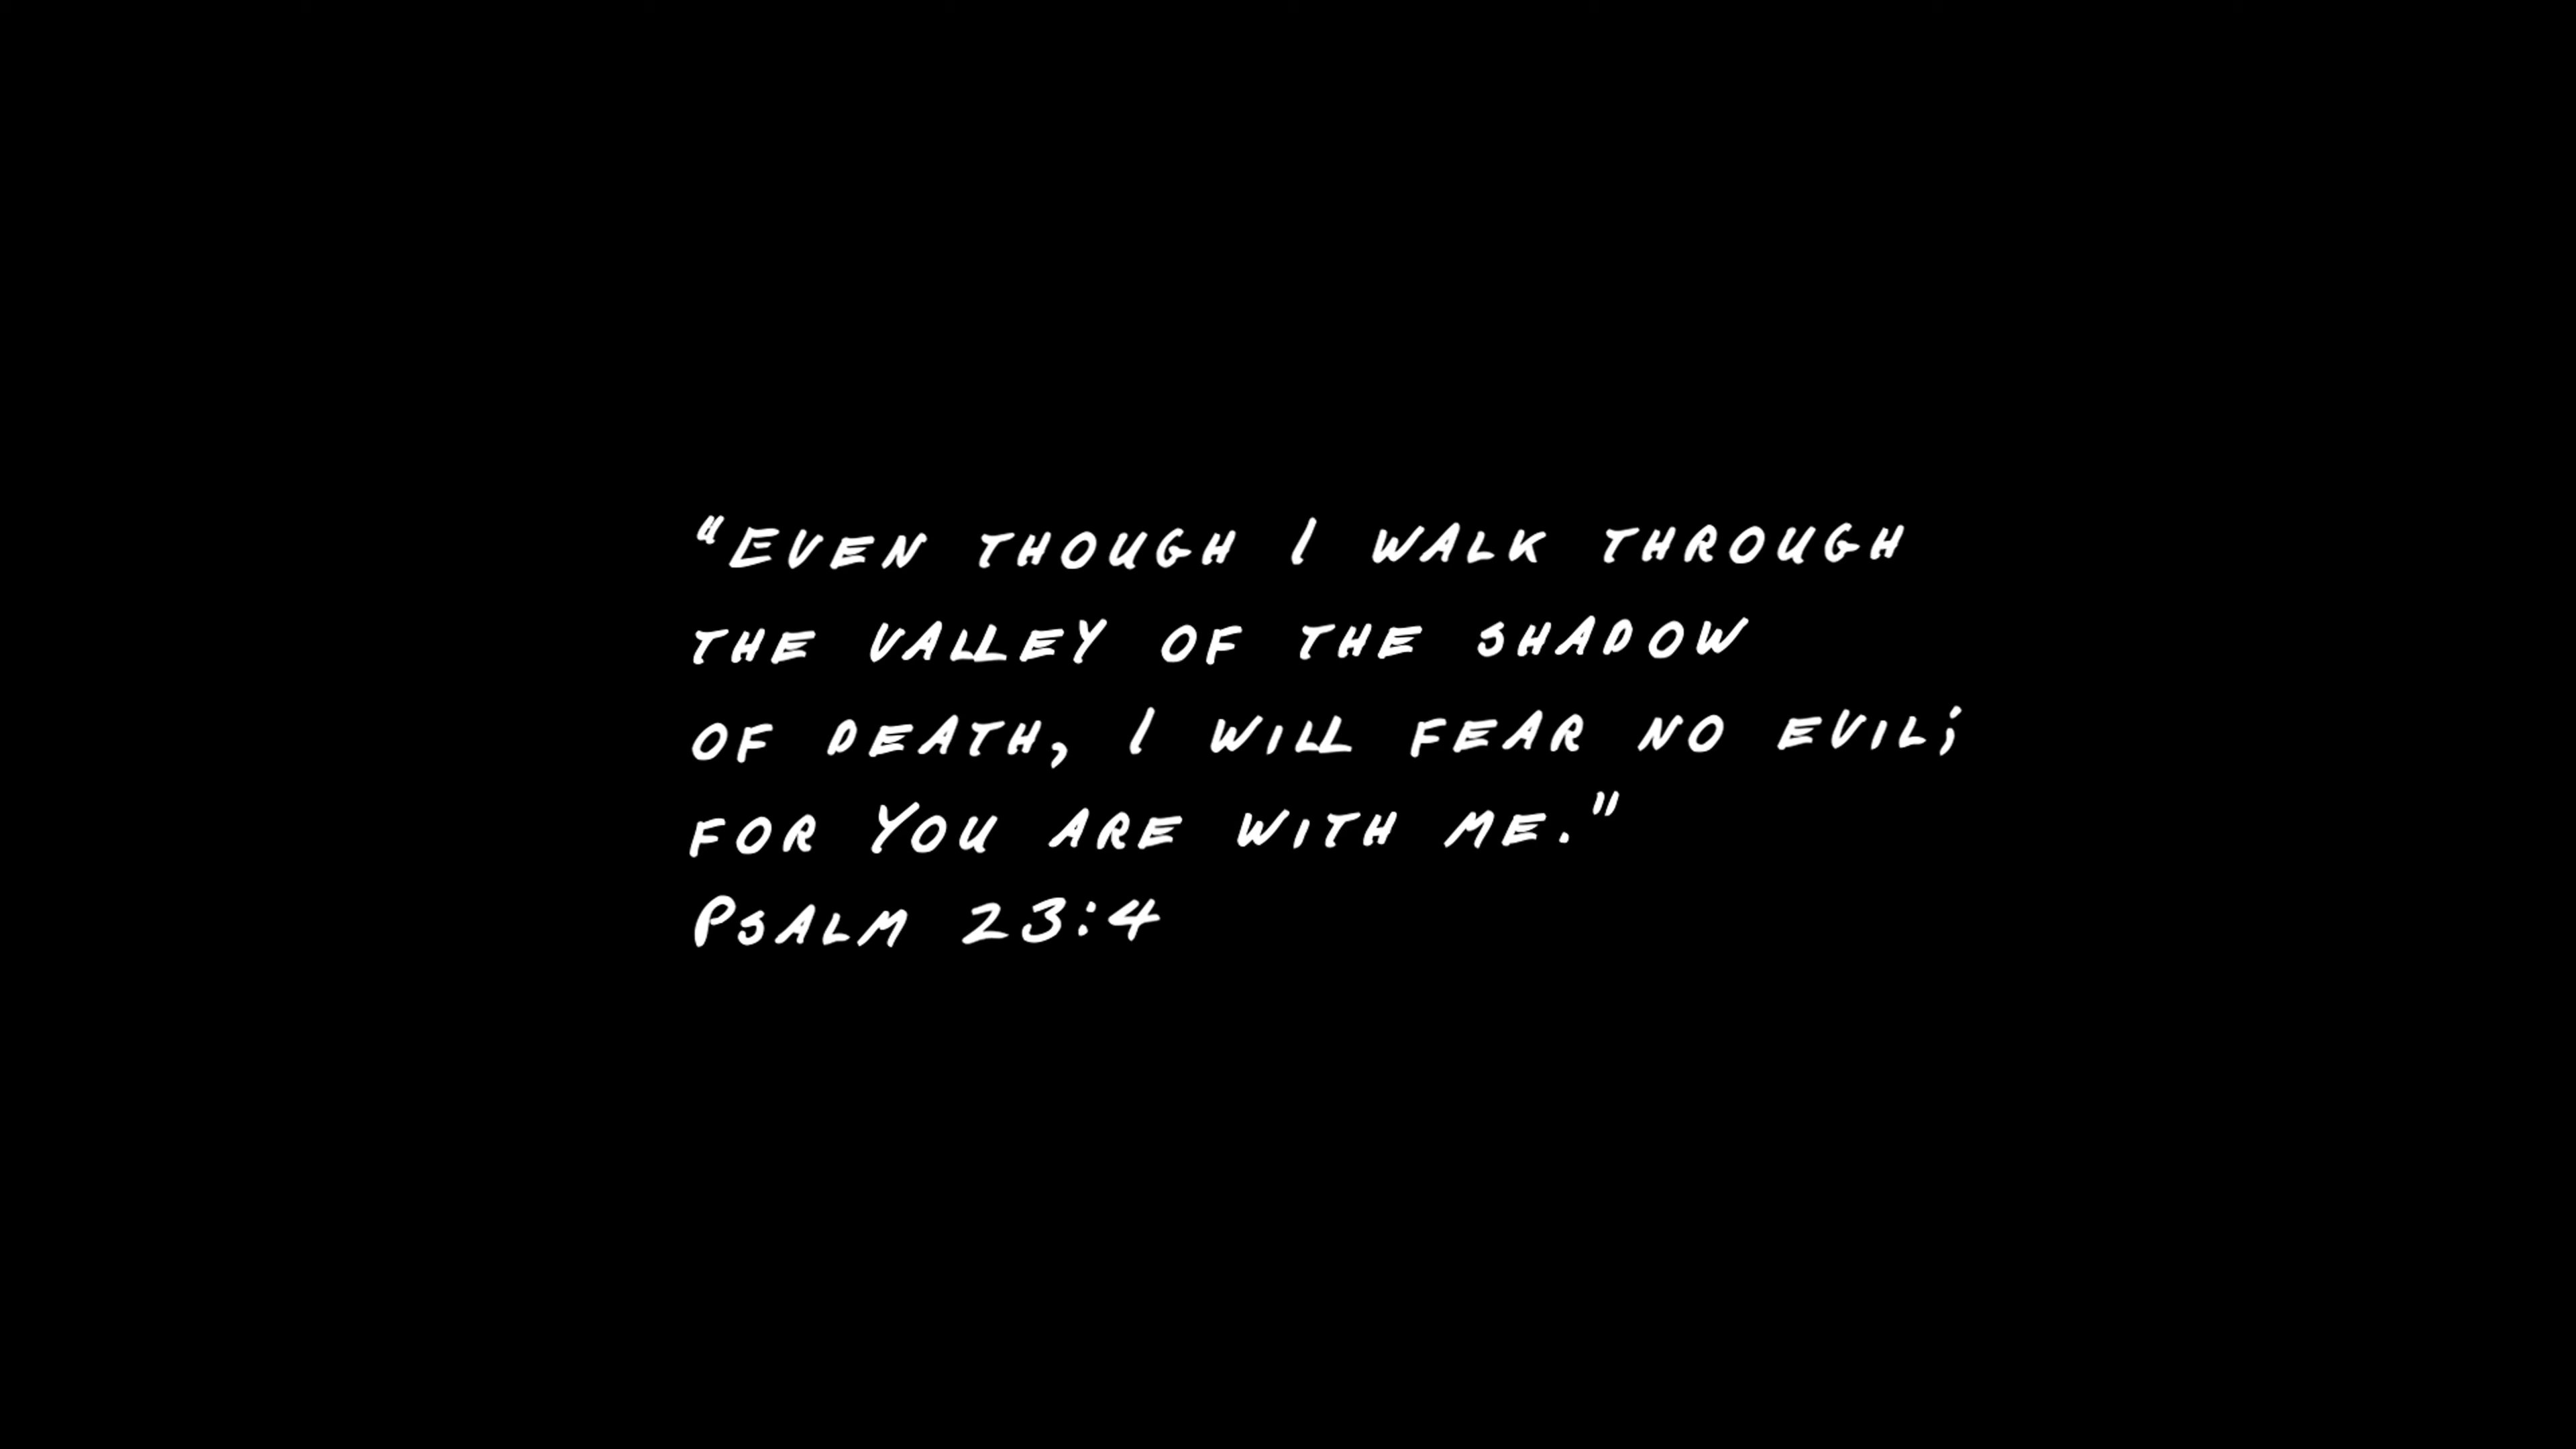 "Even though I walk through
the valley of the shadow
of death, I will fear no evil;
for You are with me."
Psalm 23:4